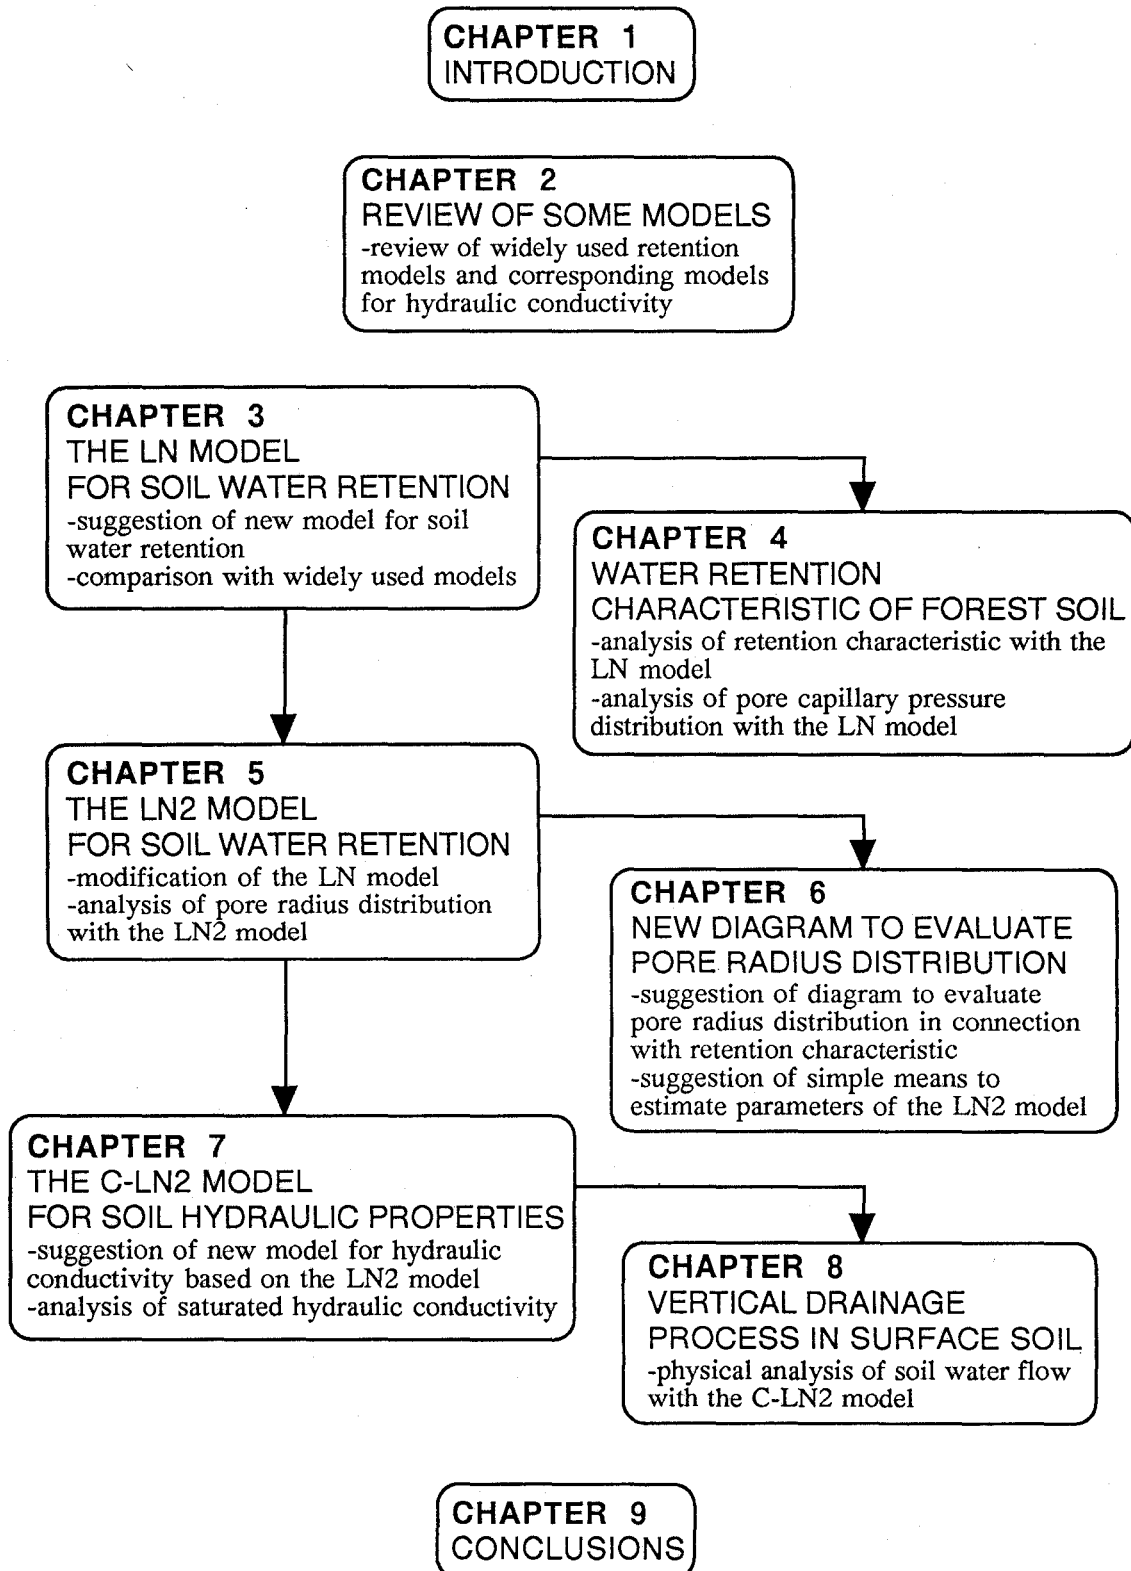 CHAPTER 1
INTRODUCTION
CHAPTER 2
REVIEW OF SOME MODELS
-review of widely used retention
models and corresponding models
for hydraulic conductivity
CHAPTER 3
THE LN MODEL
FOR SOIL WATER RETENTION
-suggestion of new model for soil
water retention
-comparison with widely used models
CHAPTER 4
WATER RETENTION
CHARACTERISTIC OF FOREST SOIL
-analysis of retention characteristic with the
LN model
-analysis of pore capillary pressure
distribution with the LN model
CHAPTER 5
THE LN2 MODEL
FOR SOIL WATER RETENTION
-modification of the LN model
-analysis of pore radius distribution
with the LN2 model
CHAPTER 6
NEW DIAGRAM TO EVALUATE
PORE RADIUS DISTRIBUTION
-suggestion of diagram to evaluate
pore radius distribution in connection
with retention characteristic
-suggestion of simple means to
estimate parameters of the LN2 model
CHAPTER 7
THE C-LN2 MODEL
FOR SOIL HYDRAULIC PROPERTIES
-suggestion of new model for hydraulic
conductivity based on the LN2 model
-analysis of saturated hydraulic conductivity
CHAPTER 8
VERTICAL DRAINAGE
PROCESS IN SURFACE SOIL
-physical analysis of soil water flow
with the C-LN2 model
CHAPTER 9
CONCLUSIONS